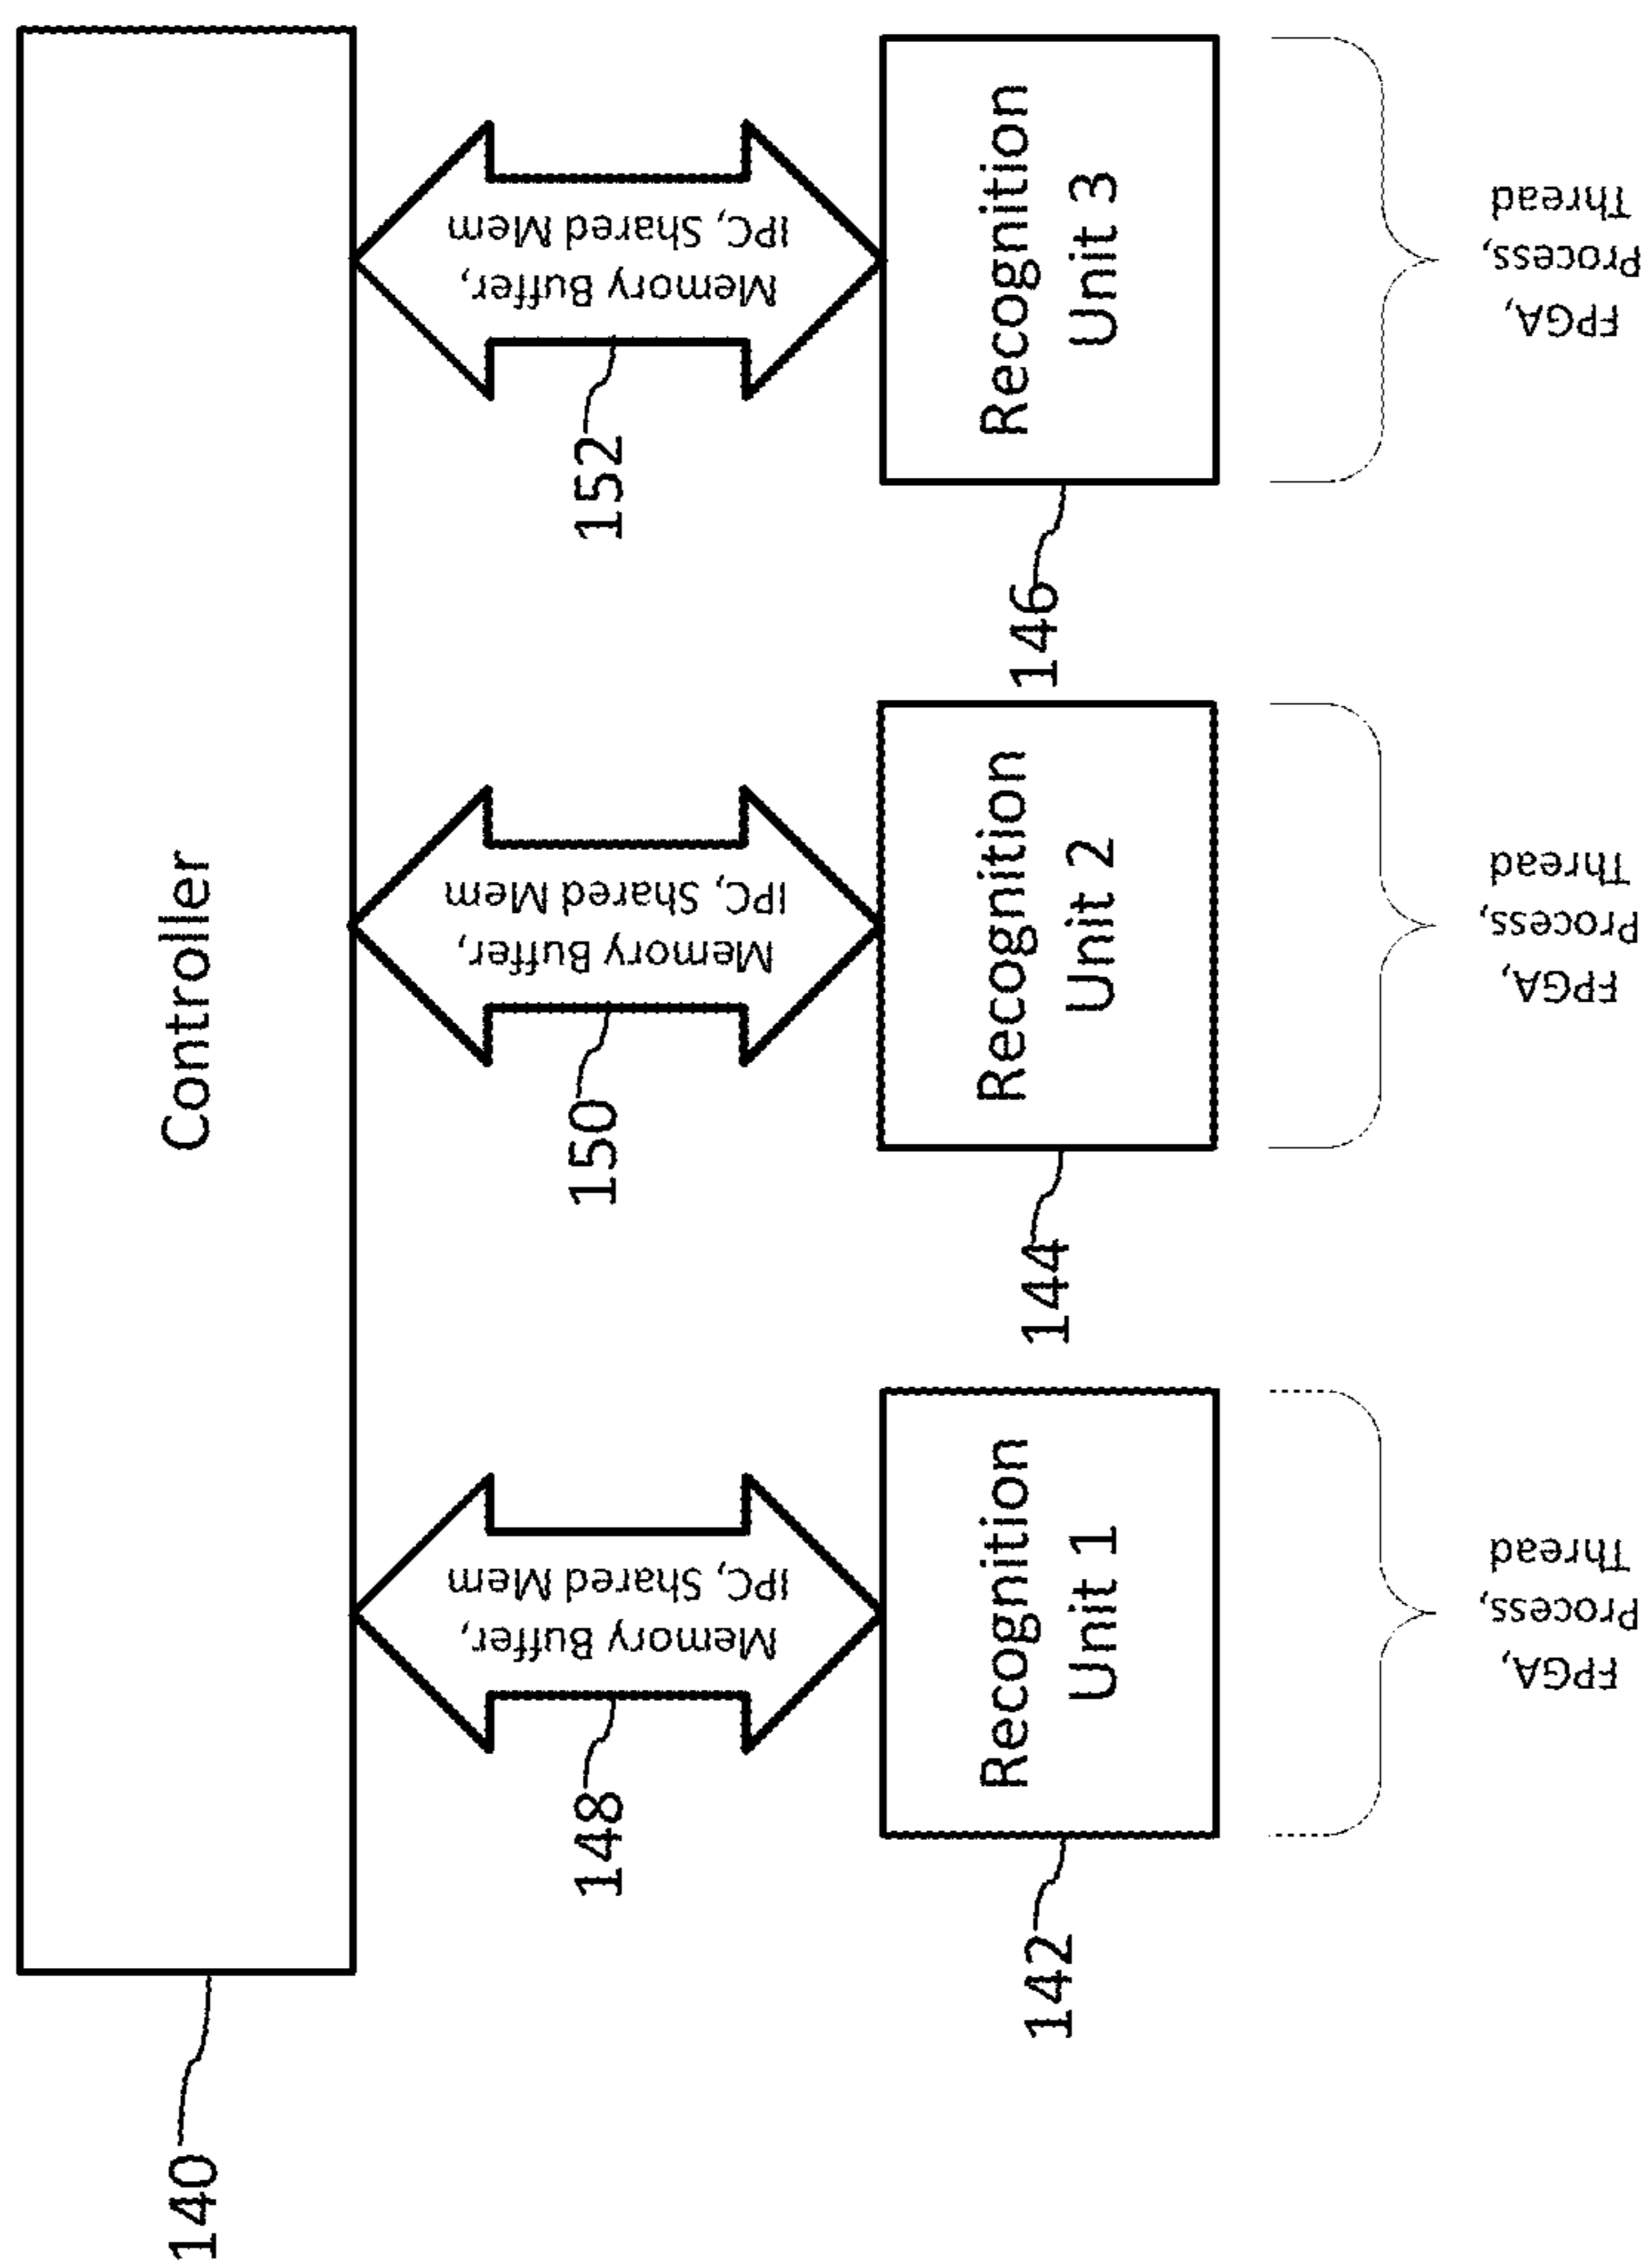 Controller
140
Memory Buffer,
IPC, Shared Mem
148
Memory Buffer,
IPC, Shared Mem
150
Memory Buffer,
IPC, Shared Mem
152
Recognition
Unit 1
142
Recognition
Unit 2
144
Recognition
Unit 3
146
FPGA,
Process,
Thread
FPGA,
Process,
Thread
FPGA,
Process,
Thread